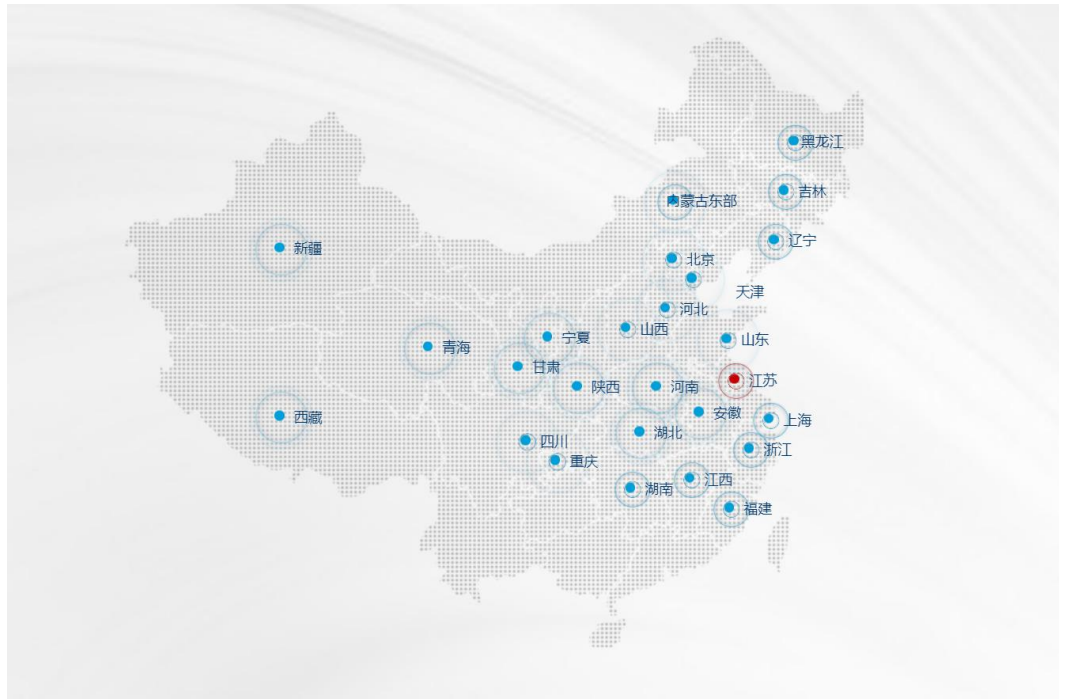 黑龙江
吉林
内蒙古东部
辽宁
新疆
北京
天津
河北
山西
宁夏
山东
青海
甘肃
江苏
陕西
河南
安徽
西藏
上海
湖北
四川
浙江
重庆
江西
湖南
福建